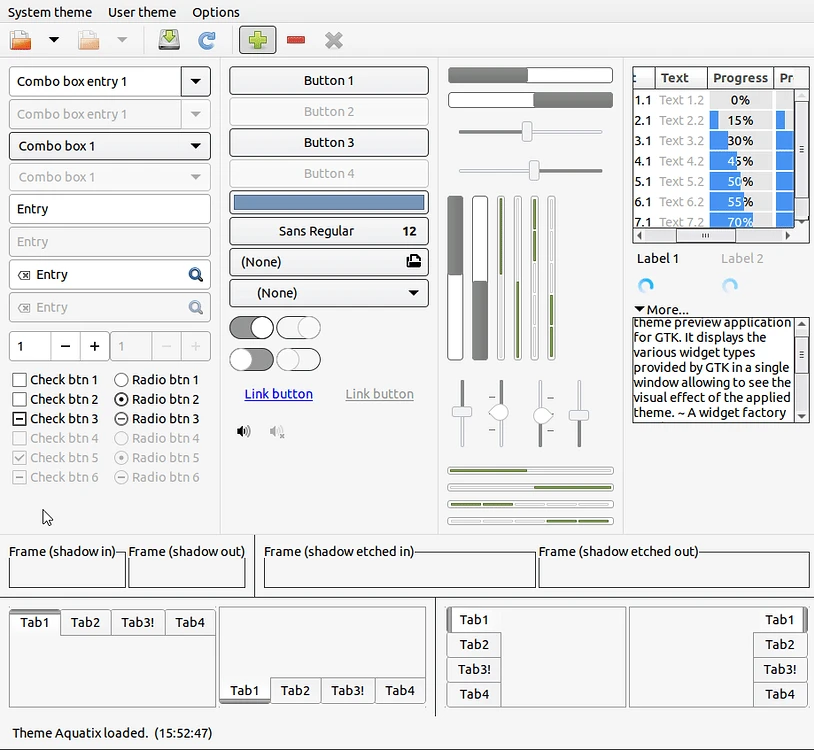 System theme User theme Options
Combo box entry 1
Combo box entry 1
Combo box 1
Combo box 1
Entry
Entry
Entry
Entry
1 1
Check btn 1 Radio btn 1
Check btn 2 Radio btn 2
Check btn 3 Radio btn 3
Check btn 4 Radio btn 4
Check btn 5 Radio btn 5
Check btn 6 Radio btn 6
Button 1
Button 2
Button 3
Button 4
Sans Regular 12
(None)
(None)
Link button Link button
Text Progress Pr
1.1 Text 1.2 0%
2.1 Text 2.2 15%
3.1 Text 3.2 30%
4.1 Text 4.2 45%
5.1 Text 5.2 50%
6.1 Text 6.2 55%
7.1 Text 7.2 70%
Label 1 Label 2
More...
theme preview application
for GTK. It displays the
various widget types
provided by GTK in a single
window allowing to see the
visual effect of the applied
theme. ~ A widget factory
Frame (shadow in) Frame (shadow out) Frame (shadow etched in) Frame (shadow etched out)
Tab1 Tab2 Tab3! Tab4
Tab1 Tab2 Tab3! Tab4
Tab1
Tab2
Tab3!
Tab4
Tab1
Tab2
Tab3!
Tab4
Theme Aquatix loaded. (15:52:47)